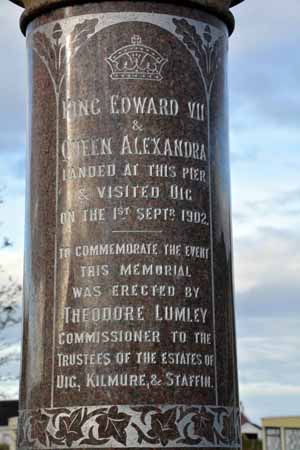 KING EDWARD VII
&
QUEEN ALEXANDRA
LANDED AT THIS PIER
& VISITED UIG
ON THE 1ST SEPTR 1902.
TO COMMEMORATE THE EVENT
THIS MEMORIAL
WAS ERECTED BY
THEODORE LUMLEY
COMMISSIONER TO THE
TRUSTEES OF THE ESTATES OF
UIG, KILMURE, & STAFFIN.